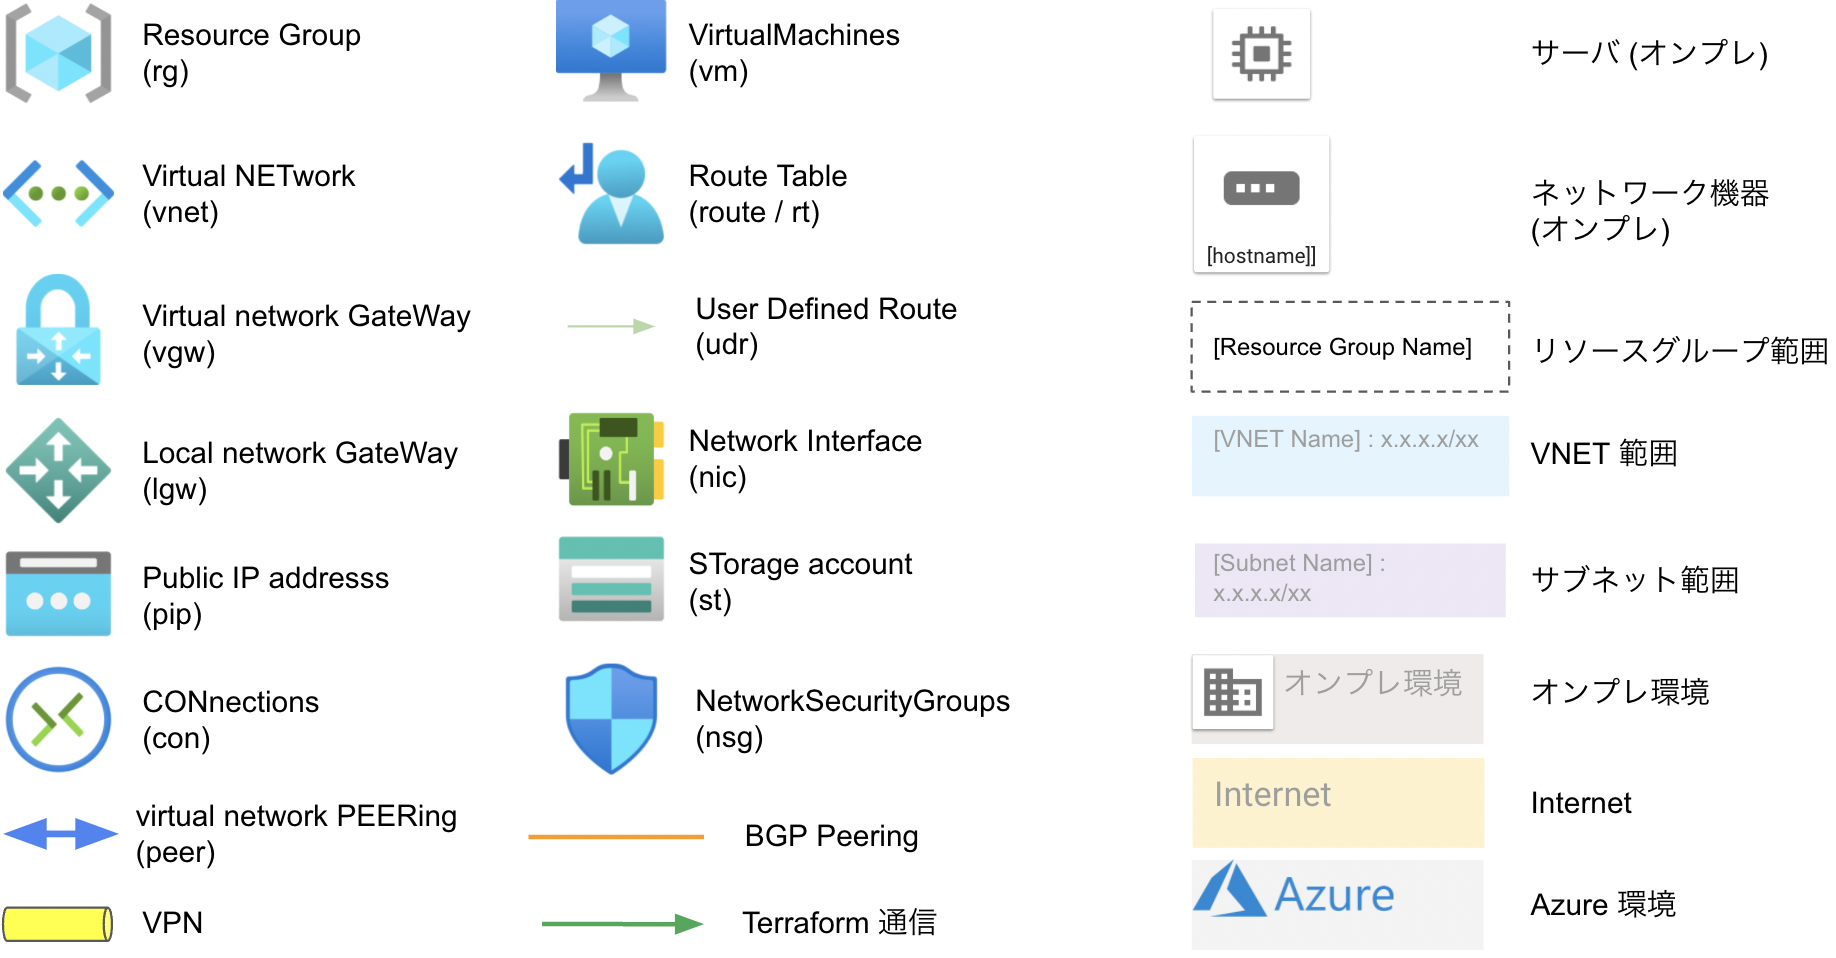 Resource Group
(rg)
Virtual NETwork
(vnet)
Virtual network GateWay
(vgw)
Local network GateWay
(lgw)
Public IP addresss
(pip)
CONnections
(con)
virtual network PEERing
(peer)
VPN
VirtualMachines
(vm)
Route Table
(route / rt)
User Defined Route
(udr)
Network Interface
(nic)
STorage account
(st)
NetworkSecurityGroups
(nsg)
BGP Peering
Terraform 通信
サーバ (オンプレ)
[hostname]]
ネットワーク機器
(オンプレ)
[Resource Group Name]
リソースグループ範囲
[VNET Name] : x.x.x.x/xx
VNET 範囲
[Subnet Name] :
x.x.x.x/xx
サブネット範囲
オンプレ環境
オンプレ環境
Internet
Internet
Azure
Azure 環境